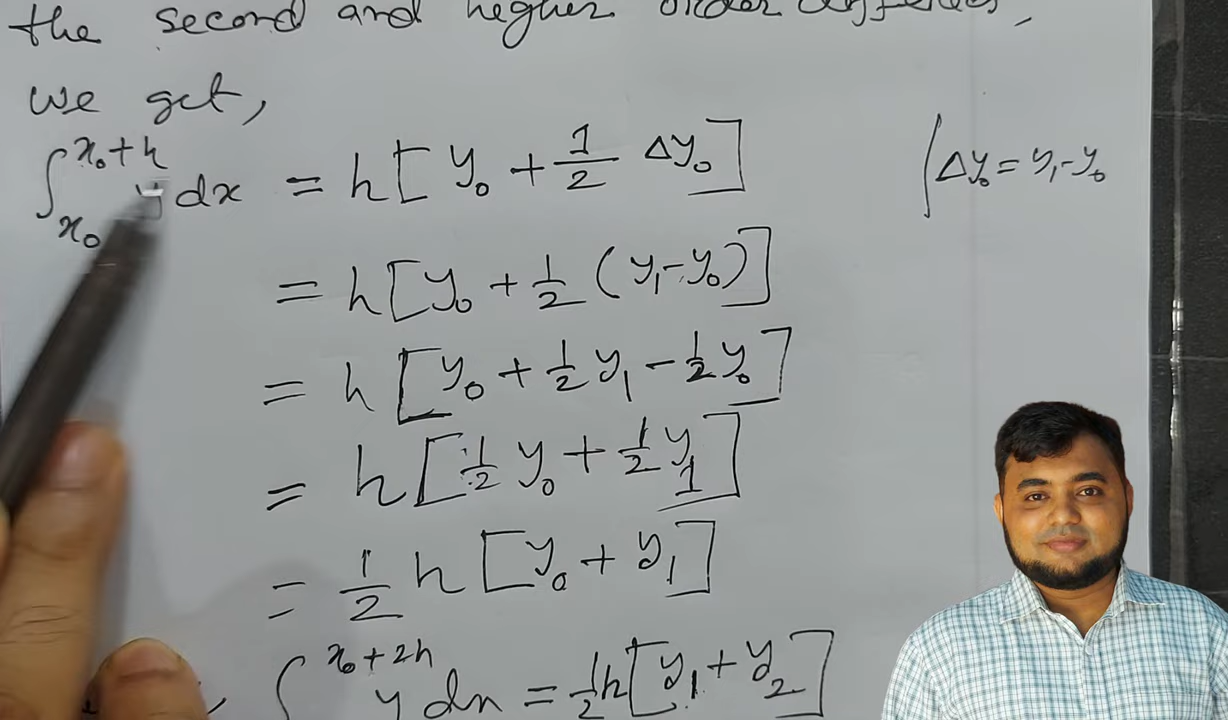 the second and higher order
we get,
∫_{x₀}^{x₀+h} y dx = h[y₀ + 1/2 Δy₀] | Δy₀ = y₁ - y₀
= h[y₀ + 1/2 (y₁ - y₀)]
= h[y₀ + 1/2 y₁ - 1/2 y₀]
= h[1/2 y₀ + 1/2 y₁]
= 1/2 h[y₀ + y₁]
∫^{x₀+2h} y dx = 1/2 h[y₁ + y₂]